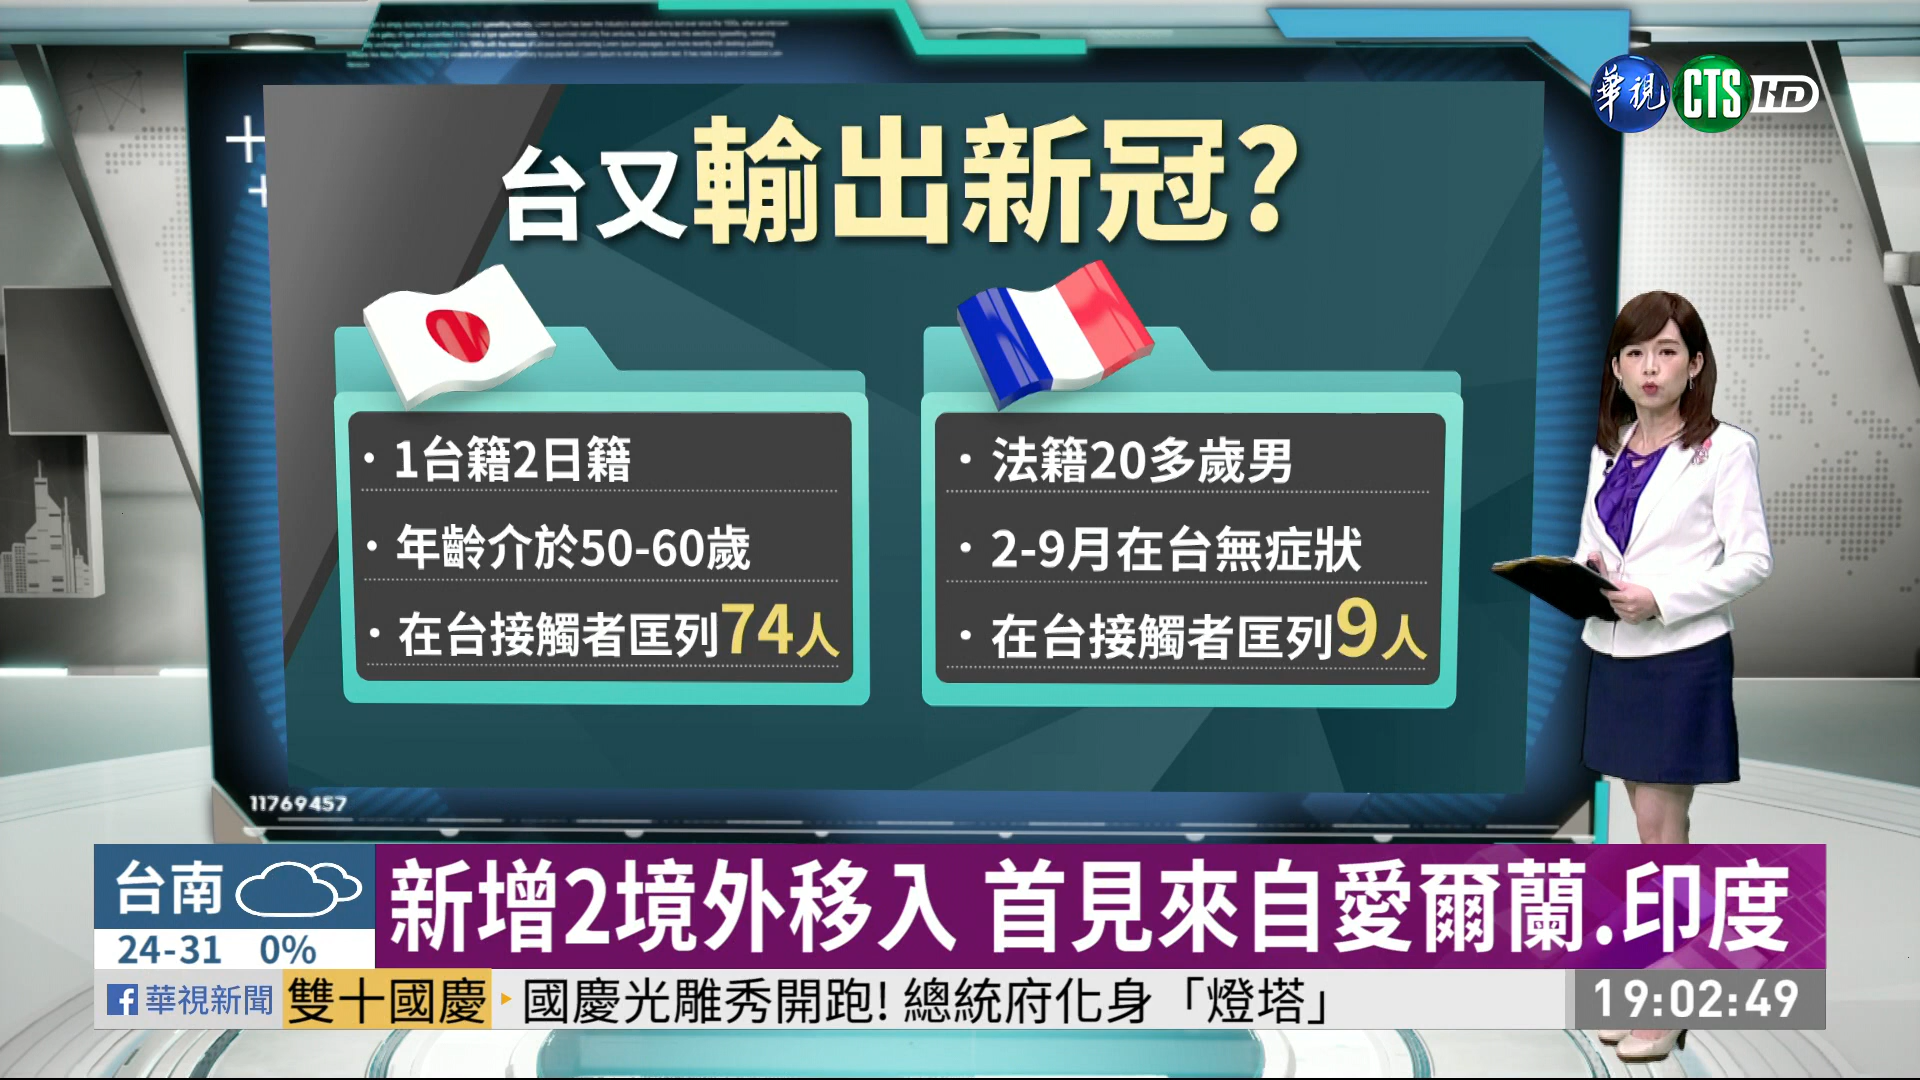 華視 CTS HD
台又輸出新冠?
·1台籍2日籍
·年齡介於50-60歲
·在台接觸者匡列74人
·法籍20多歲男
·2-9月在台無症狀
·在台接觸者匡列9人
11769457
台南
24-31 0%
新增2境外移入 首見來自愛爾蘭.印度
華視新聞
雙十國慶
國慶光雕秀開跑! 總統府化身「燈塔」
19:02:49